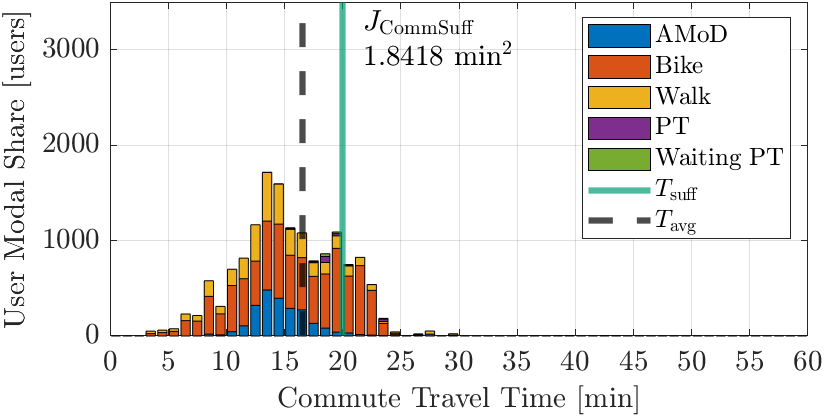 J_CommSuff
1.8418 min²
AMoD
Bike
Walk
PT
Waiting PT
T_suff
T_avg
User Modal Share [users]
3000
2000
1000
0
0 5 10 15 20 25 30 35 40 45 50 55 60
Commute Travel Time [min]